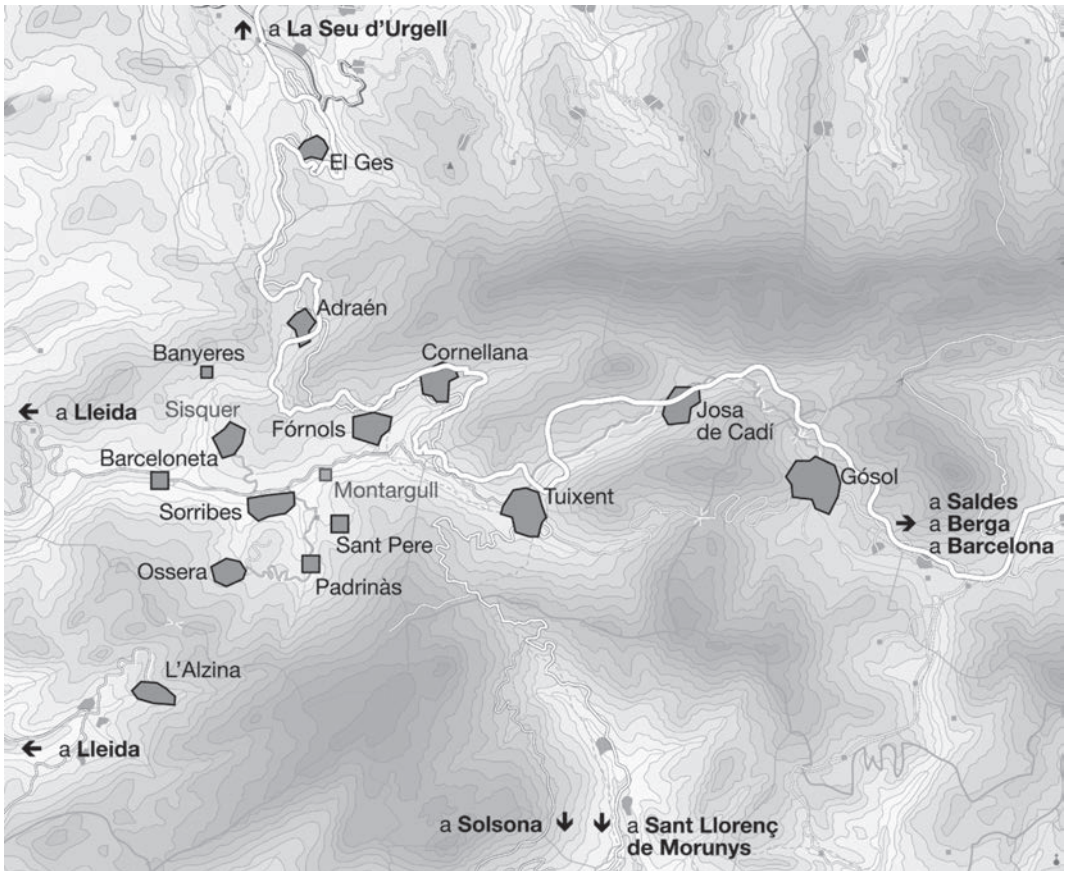 a La Seu d’Urgell
El Ges
Adraén
Banyeres
Cornellana
a Lleida
Sisquer
Fórnols
Josa
de Cadí
Barceloneta
Montargull
Gósol
Sorribes
Tuixent
a Saldes
a Berga
a Barcelona
Sant Pere
Ossera
Padrinàs
L’Alzina
a Lleida
a Solsona
a Sant Llorenç
de Morunys